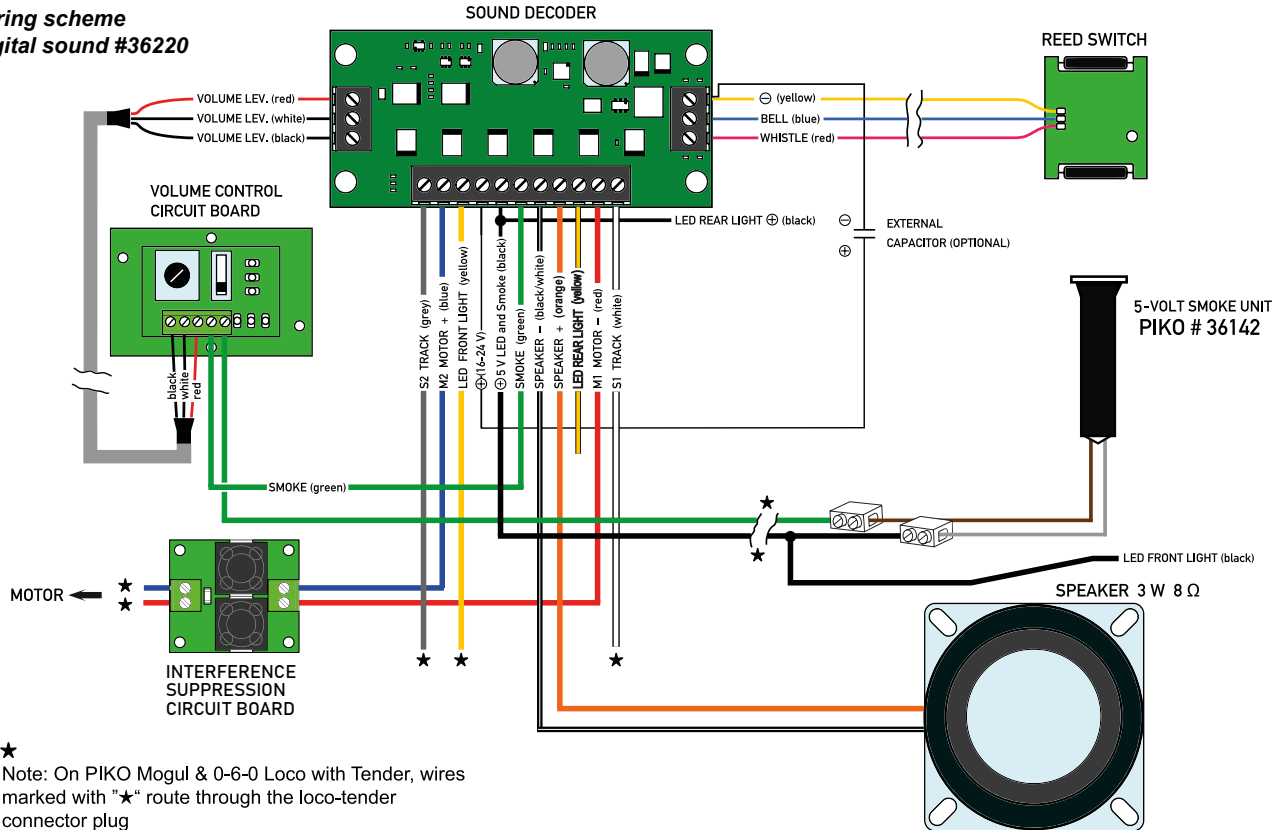 ring scheme
gital sound #36220
SOUND DECODER
REED SWITCH
VOLUME LEV. (red)
VOLUME LEV. (white)
VOLUME LEV. (black)
⊖ (yellow)
BELL (blue)
WHISTLE (red)
VOLUME CONTROL
CIRCUIT BOARD
LED REAR LIGHT ⊕ (black)
⊖
⊕
EXTERNAL
CAPACITOR (OPTIONAL)
S2 TRACK (grey)
M2 MOTOR + (blue)
LED FRONT LIGHT (yellow)
⊕(16-24 V)
⊕ 5 V LED and Smoke (black)
SMOKE (green)
SPEAKER – (black/white)
SPEAKER + (orange)
LED REAR LIGHT (yellow)
M1 MOTOR – (red)
S1 TRACK (white)
5-VOLT SMOKE UNIT
PIKO # 36142
black
white
red
SMOKE (green)
★
★
LED FRONT LIGHT (black)
MOTOR
★
★
SPEAKER 3 W 8 Ω
★ ★ ★
INTERFERENCE
SUPPRESSION
CIRCUIT BOARD
★
Note: On PIKO Mogul & 0-6-0 Loco with Tender, wires
marked with "★“ route through the loco-tender
connector plug